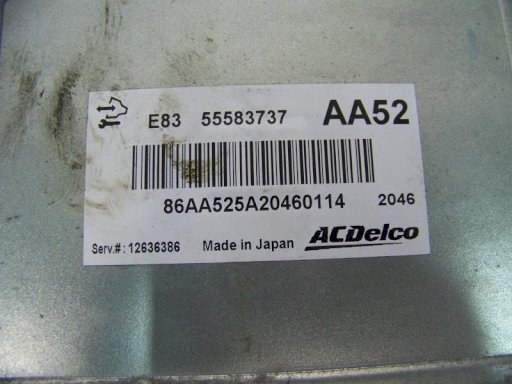 E83 55583737 AA52
86AA525A20460114 2046
Serv.#: 12636386 Made in Japan ACDelco